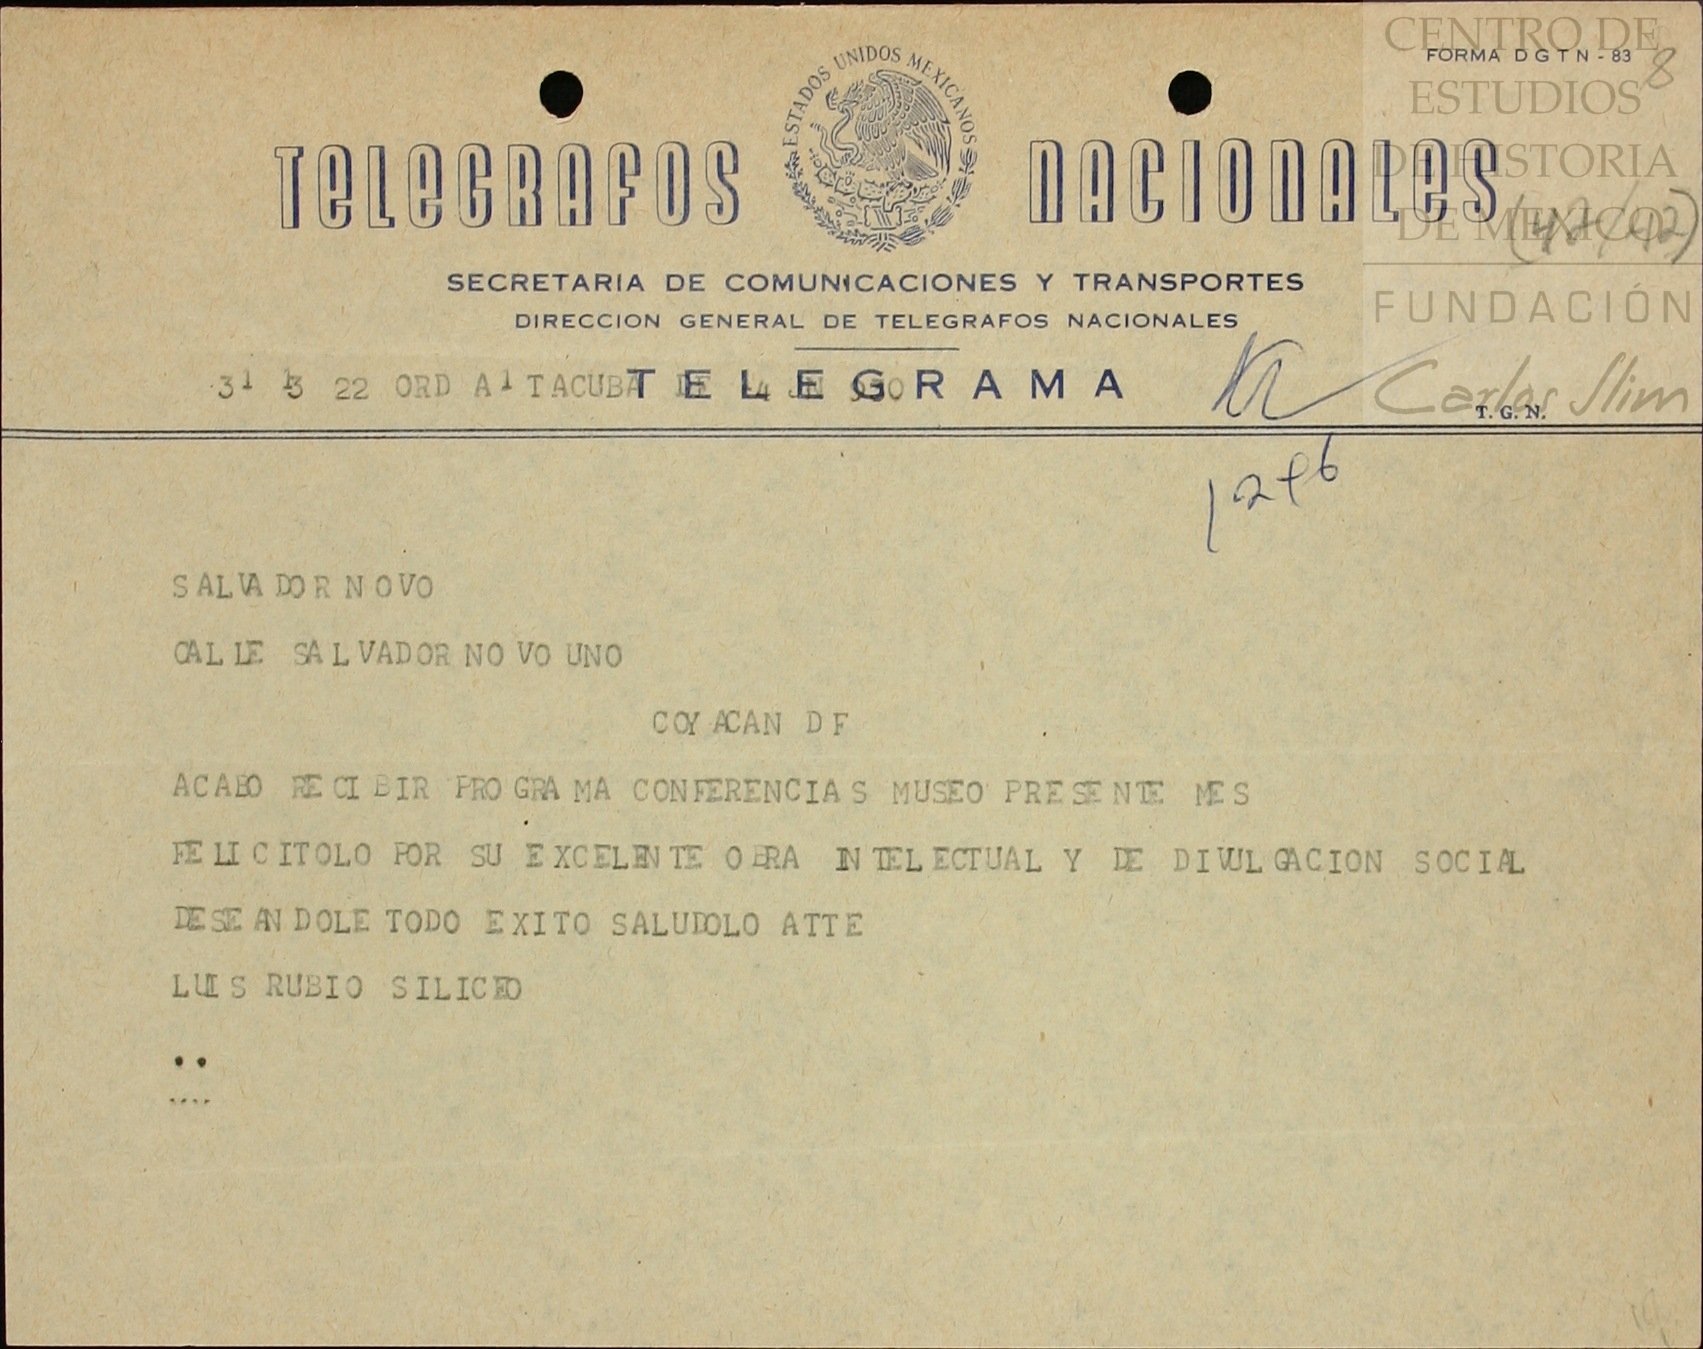 CENTRO DE
ESTUDIOS
DE HISTORIA
DE MEXICO
FUNDACIÓN
Carlos Slim
FORMA D G T N - 83
8
ESTADOS UNIDOS MEXICANOS
TELEGRAFOS NACIONALES
SECRETARIA DE COMUNICACIONES Y TRANSPORTES
DIRECCION GENERAL DE TELEGRAFOS NACIONALES
TELEGRAMA
T. G. N.
31 13 22 ORD A1 TACUBA DF
SALVADOR NOVO
CALLE SALVADOR NOVO UNO
COYACAN D F
ACABO RECIBIR PROGRAMA CONFERENCIAS MUSEO PRESENTE MES
FELICITOLO POR SU EXCELENTE OBRA INTELECTUAL Y DE DIVULGACION SOCIAL
DESEANDOLE TODO EXITO SALUDOLO ATTE
LUIS RUBIO SILICEO
..
....